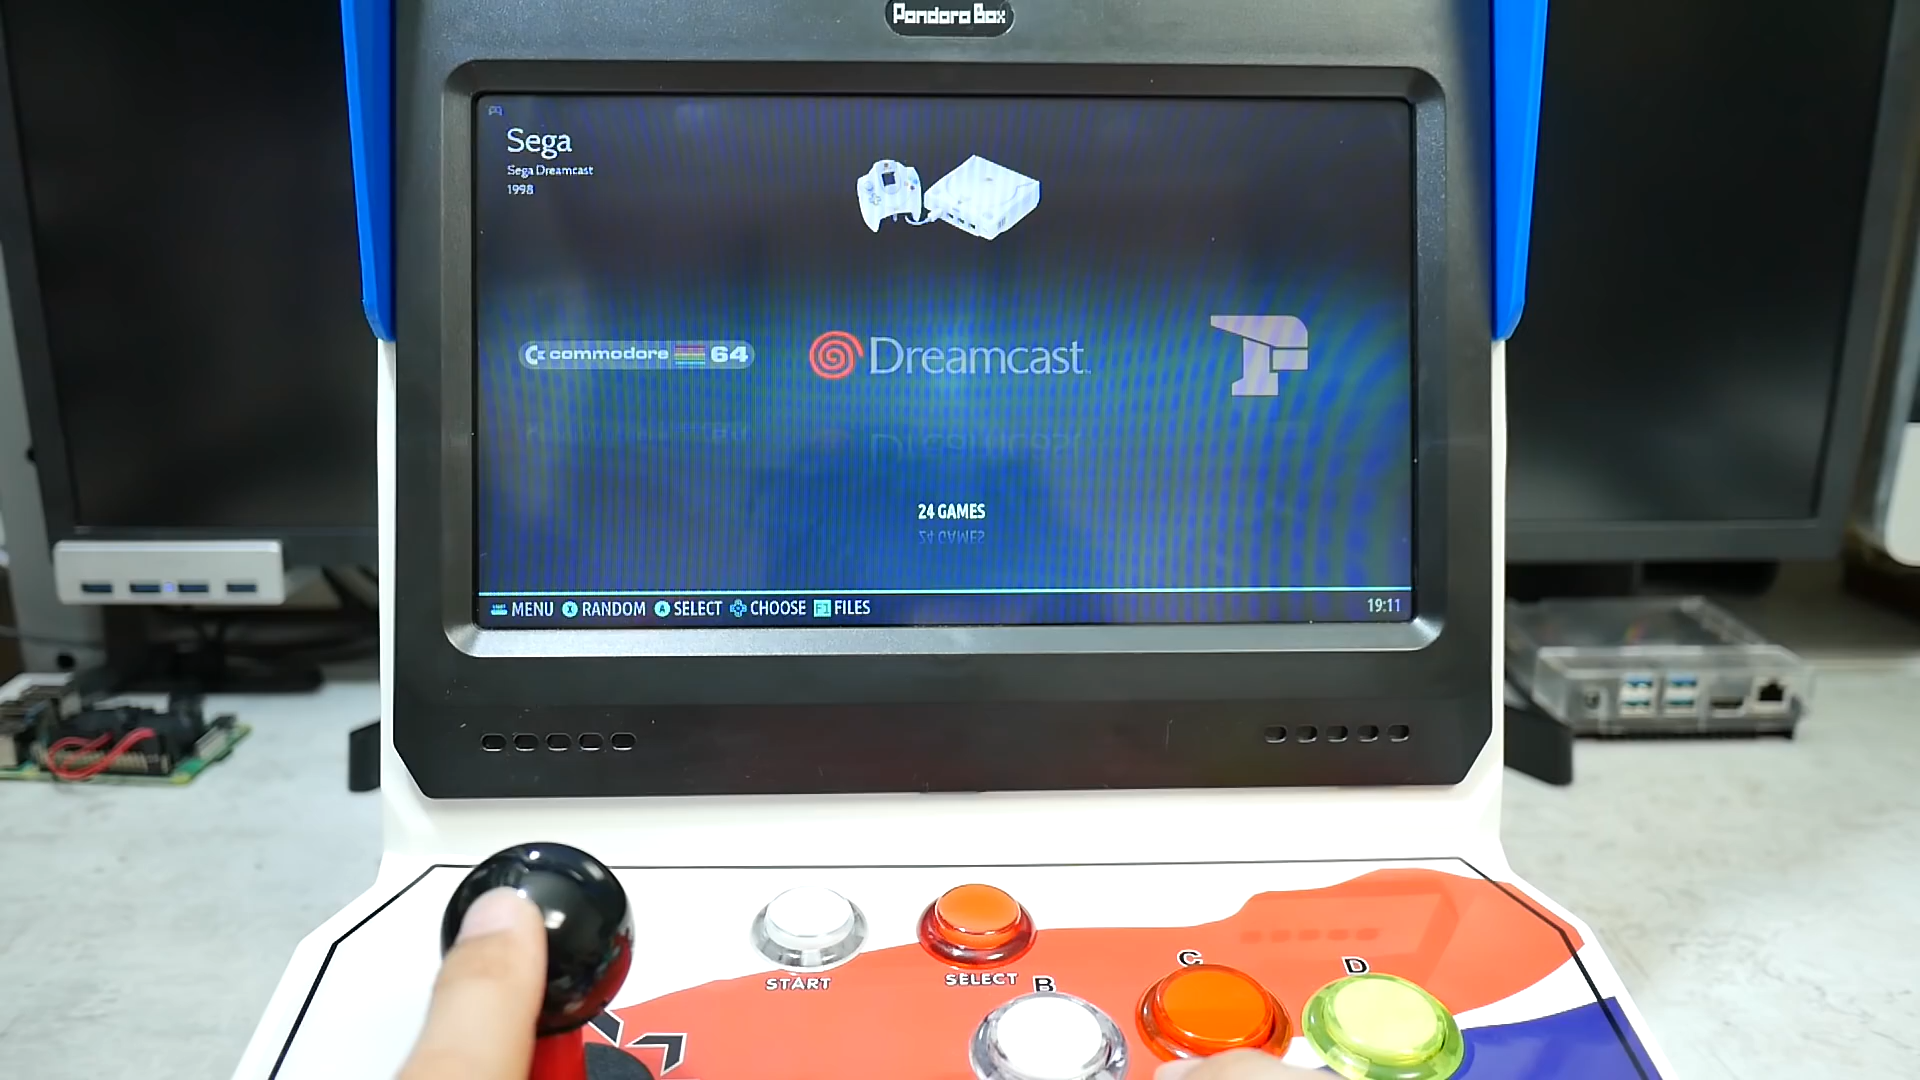 Pandora Box
Sega
Sega Dreamcast
1998
commodore 64
Dreamcast
24 GAMES
MENU X RANDOM A SELECT CHOOSE F1 FILES
19:11
START
SELECT
B
C
D